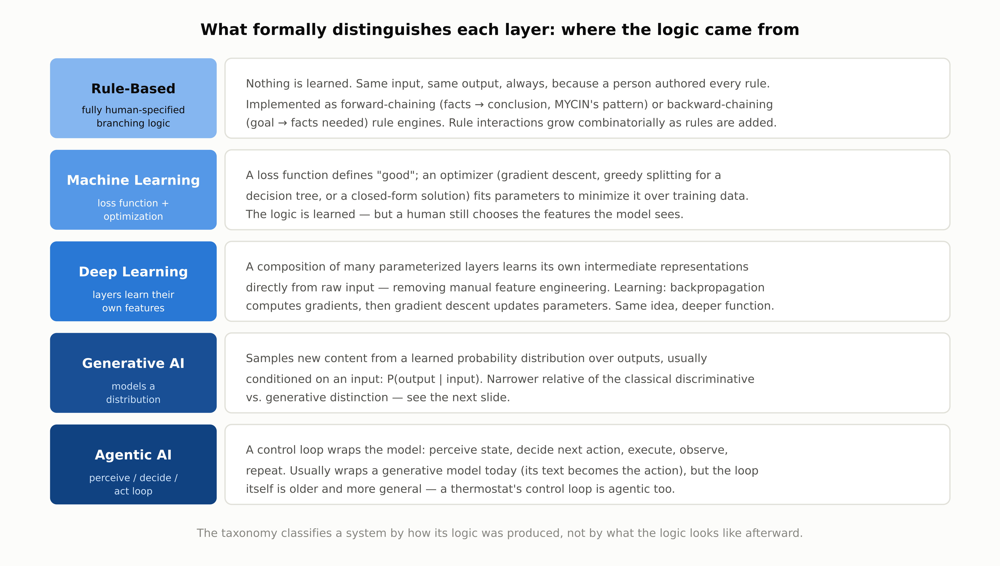 What formally distinguishes each layer: where the logic came from
Rule-Based
fully human-specified
branching logic
Nothing is learned. Same input, same output, always, because a person authored every rule.
Implemented as forward-chaining (facts → conclusion, MYCIN's pattern) or backward-chaining
(goal → facts needed) rule engines. Rule interactions grow combinatorially as rules are added.
Machine Learning
loss function +
optimization
A loss function defines "good"; an optimizer (gradient descent, greedy splitting for a
decision tree, or a closed-form solution) fits parameters to minimize it over training data.
The logic is learned — but a human still chooses the features the model sees.
Deep Learning
layers learn their
own features
A composition of many parameterized layers learns its own intermediate representations
directly from raw input — removing manual feature engineering. Learning: backpropagation
computes gradients, then gradient descent updates parameters. Same idea, deeper function.
Generative AI
models a
distribution
Samples new content from a learned probability distribution over outputs, usually
conditioned on an input: P(output | input). Narrower relative of the classical discriminative
vs. generative distinction — see the next slide.
Agentic AI
perceive / decide /
act loop
A control loop wraps the model: perceive state, decide next action, execute, observe,
repeat. Usually wraps a generative model today (its text becomes the action), but the loop
itself is older and more general — a thermostat's control loop is agentic too.
The taxonomy classifies a system by how its logic was produced, not by what the logic looks like afterward.